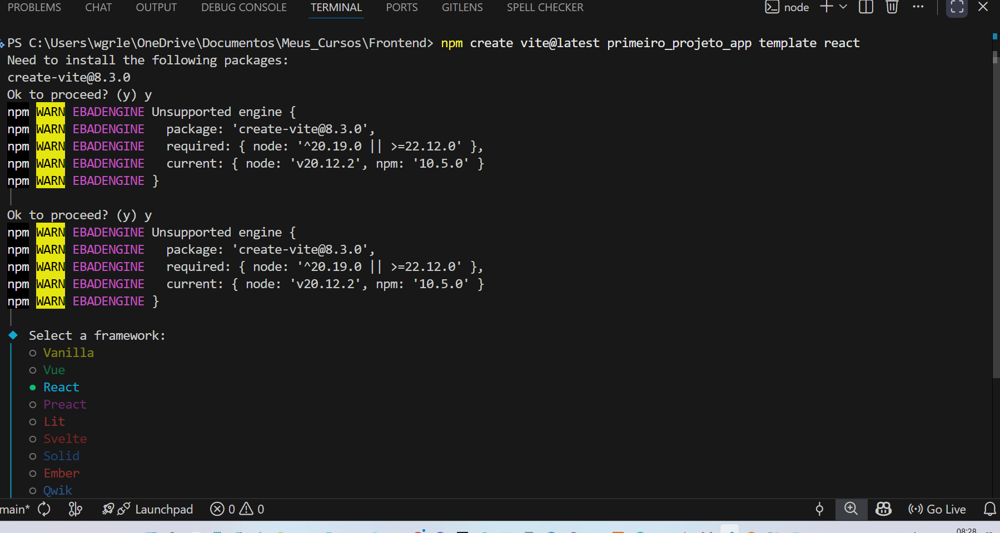 PROBLEMS CHAT OUTPUT DEBUG CONSOLE TERMINAL PORTS GITLENS SPELL CHECKER node
PS C:\Users\wgrle\OneDrive\Documentos\Meus_Cursos\Frontend> npm create vite@latest primeiro_projeto_app template react
Need to install the following packages:
create-vite@8.3.0
Ok to proceed? (y) y
npm WARN EBADENGINE Unsupported engine {
npm WARN EBADENGINE   package: 'create-vite@8.3.0',
npm WARN EBADENGINE   required: { node: '^20.19.0 || >=22.12.0' },
npm WARN EBADENGINE   current: { node: 'v20.12.2', npm: '10.5.0' }
npm WARN EBADENGINE }
Ok to proceed? (y) y
npm WARN EBADENGINE Unsupported engine {
npm WARN EBADENGINE   package: 'create-vite@8.3.0',
npm WARN EBADENGINE   required: { node: '^20.19.0 || >=22.12.0' },
npm WARN EBADENGINE   current: { node: 'v20.12.2', npm: '10.5.0' }
npm WARN EBADENGINE }
Select a framework:
Vanilla
Vue
React
Preact
Lit
Svelte
Solid
Ember
Qwik
main* Launchpad 0 0 Go Live
08:28